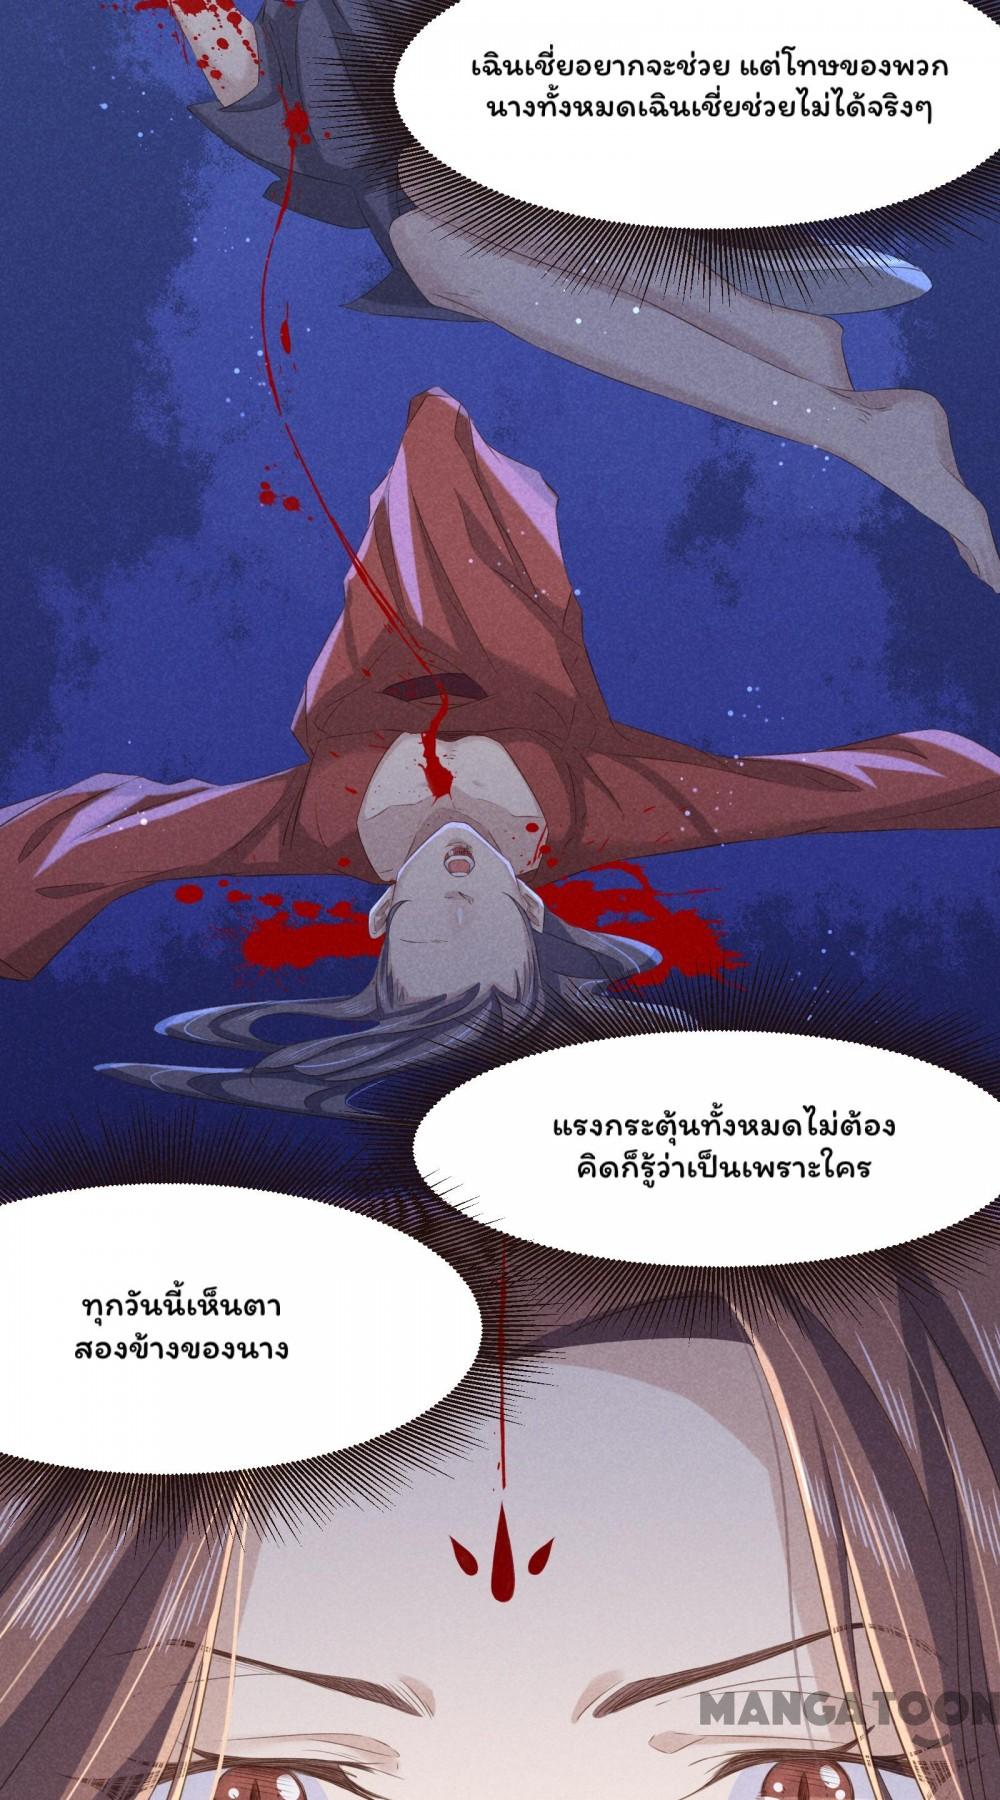 เฉินเชี่ยอยากจะช่วย แต่โทษของพวก
นางทั้งหมดเฉินเชี่ยช่วยไม่ได้จริงๆ
แรงกระตุ้นทั้งหมดไม่ต้อง
คิดก็รู้ว่าเป็นเพราะใคร
ทุกวันนี้เห็นตา
สองข้างของนาง
MANGATOON